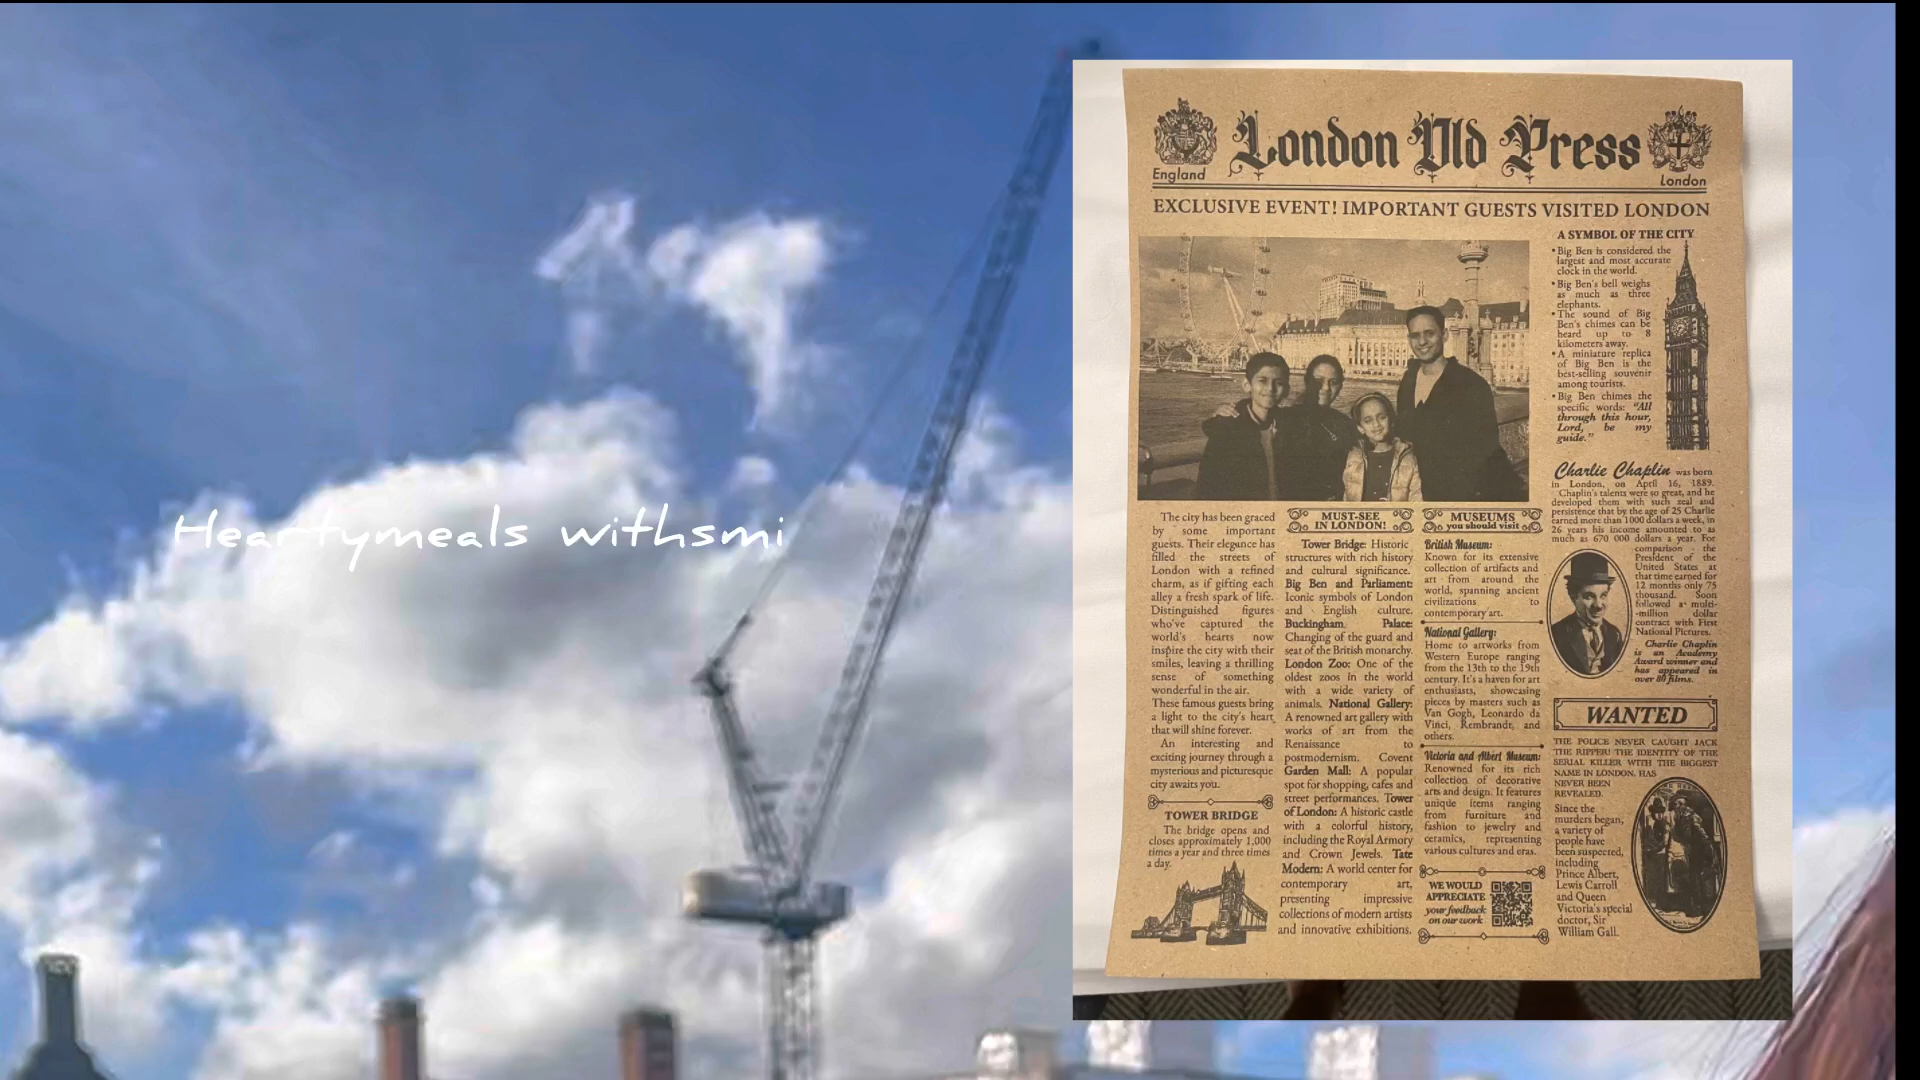 Heartymeals withsmi
London Old Press
England
London
EXCLUSIVE EVENT! IMPORTANT GUESTS VISITED LONDON
The city has been graced
by some important
guests. Their elegance has
filled the streets of
London with a refined
charm, as if gifting each
alley a fresh spark of life.
Distinguished figures
who've captured the
world's hearts now
inspire the city with their
smiles, leaving a thrilling
sense of something
wonderful in the air.
These famous guests bring
a light to the city's heart
that will shine forever.
An interesting and
exciting journey through a
mysterious and picturesque
city awaits you.
TOWER BRIDGE
The bridge opens and
closes approximately 1,000
times a year and three times
a day.
MUST-SEE
IN LONDON!
Tower Bridge: Historic
structures with rich history
and cultural significance.
Big Ben and Parliament:
Iconic symbols of London
and English culture.
Buckingham Palace:
Changing of the guard and
seat of the British monarchy.
London Zoo: One of the
oldest zoos in the world
with a wide variety of
animals. National Gallery:
A renowned art gallery with
works of art from the
Renaissance to
postmodernism. Covent
Garden Mall: A popular
spot for shopping, cafes and
street performances. Tower
of London: A historic castle
with a colorful history,
including the Royal Armory
and Crown Jewels. Tate
Modern: A world center for
contemporary art,
presenting impressive
collections of modern artists
and innovative exhibitions.
MUSEUMS
you should visit
British Museum:
Known for its extensive
collection of artifacts and
art from around the
world, spanning ancient
civilizations to
contemporary art.
National Gallery:
Home to artworks from
Western Europe ranging
from the 13th to the 19th
century. It's a haven for art
enthusiasts, showcasing
pieces by masters such as
Van Gogh, Leonardo da
Vinci, Rembrandt, and
others.
Victoria and Albert Museum:
Renowned for its rich
collection of decorative
arts and design. It features
unique items ranging
from furniture and
fashion to jewelry and
ceramics, representing
various cultures and eras.
WE WOULD
APPRECIATE
your feedback
on our work
A SYMBOL OF THE CITY
•Big Ben is considered the
largest and most accurate
clock in the world.
•Big Ben's bell weighs
as much as three
elephants.
•The sound of Big
Ben's chimes can be
heard up to 8
kilometers away.
•A miniature replica
of Big Ben is the
best-selling souvenir
among tourists.
•Big Ben chimes the
specific words: "All
through this hour,
Lord, be my
guide."
Charlie Chaplin was born
in London, on April 16, 1889.
Chaplin's talents were so great, and he
developed them with such zeal and
persistence that by the age of 25 Charlie
earned more than 1000 dollars a week, in
26 years his income amounted to as
much as 670 000 dollars a year. For
comparison - the
President of the
United States at
that time earned for
12 months only 75
thousand. Soon
followed a multi-
-million dollar
contract with First
National Pictures.
Charlie Chaplin
is an Academy
Award winner and
has appeared in
over 80 films.
WANTED
THE POLICE NEVER CAUGHT JACK
THE RIPPER! THE IDENTITY OF THE
SERIAL KILLER WITH THE BIGGEST
NAME IN LONDON, HAS
NEVER BEEN
REVEALED.
Since the
murders began,
a variety of
people have
been suspected,
including
Prince Albert,
Lewis Carroll
and Queen
Victoria's special
doctor, Sir
William Gall.